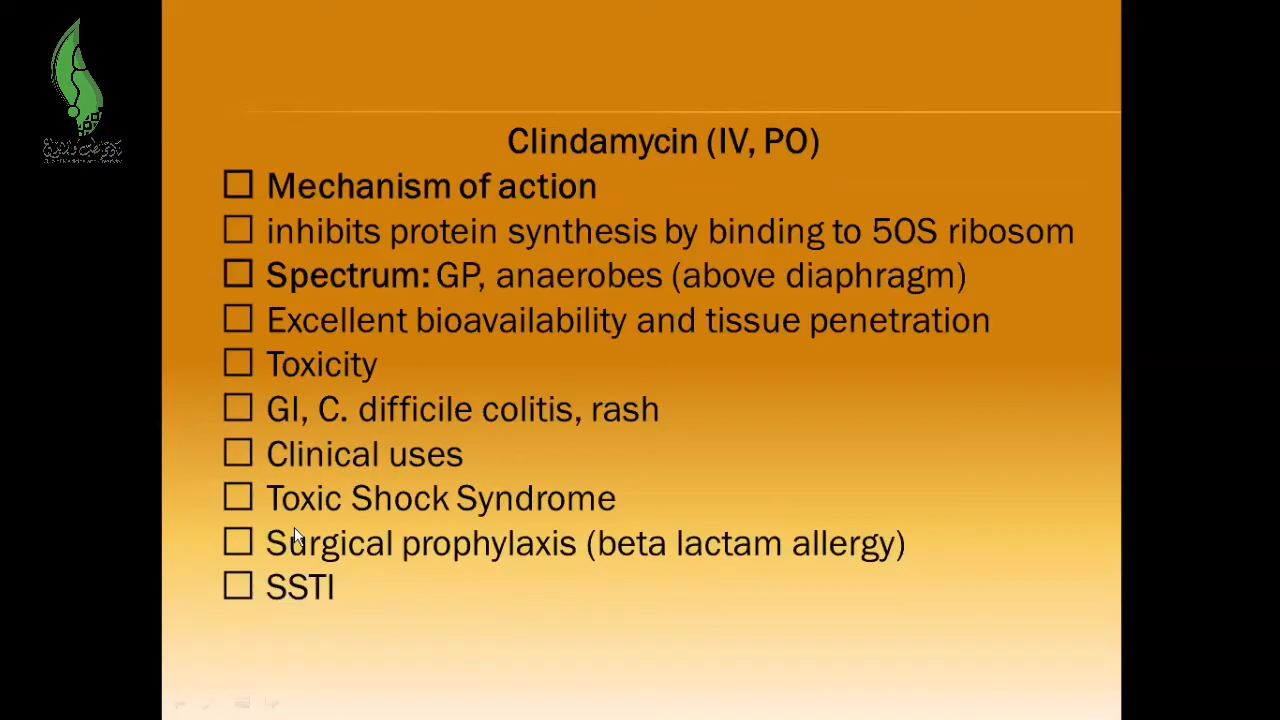 Clindamycin (IV, PO)
Mechanism of action
inhibits protein synthesis by binding to 5OS ribosom
Spectrum: GP, anaerobes (above diaphragm)
Excellent bioavailability and tissue penetration
Toxicity
GI, C. difficile colitis, rash
Clinical uses
Toxic Shock Syndrome
Surgical prophylaxis (beta lactam allergy)
SSTI